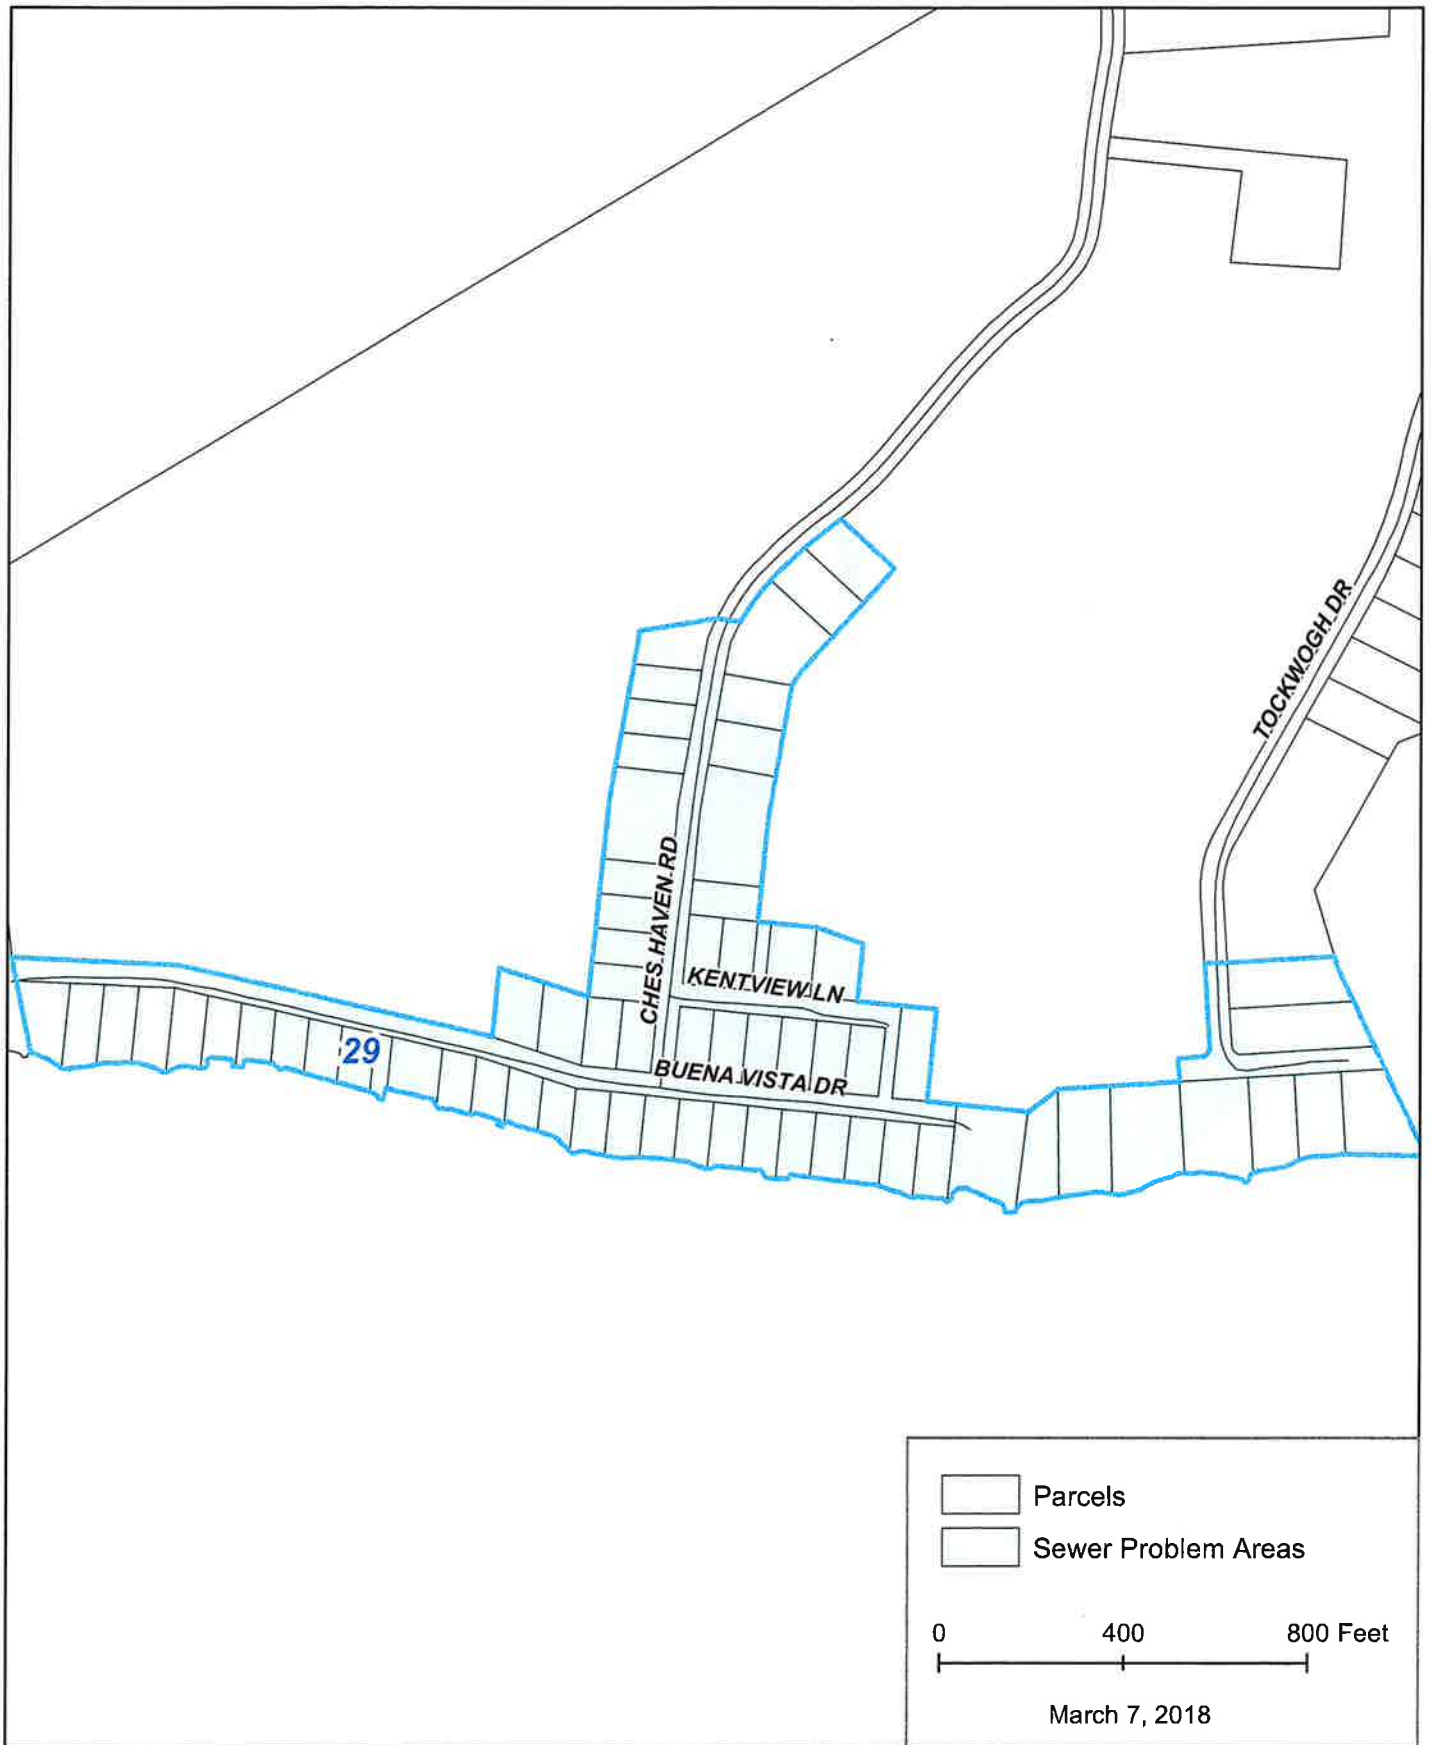 TOCKWOGH DR
CHES HAVEN RD
KENTVIEW LN
29
BUENA VISTA DR
Parcels
Sewer Problem Areas
0 400 800 Feet
March 7, 2018